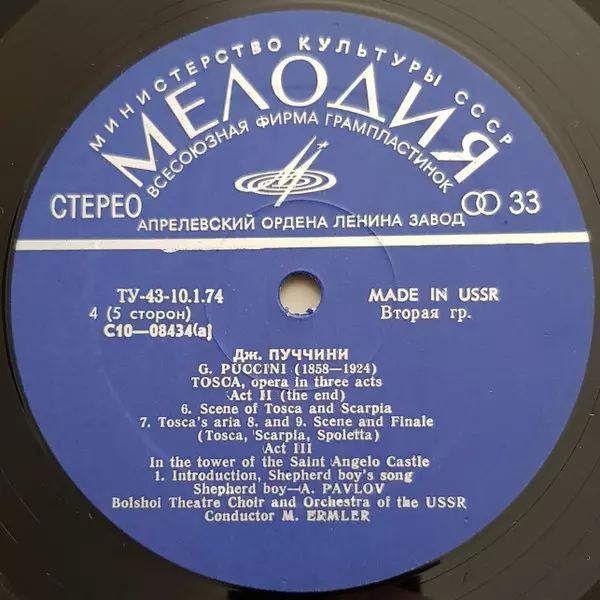 МИНИСТЕРСТВО КУЛЬТУРЫ СССР
МЕЛОДИЯ
ВСЕСОЮЗНАЯ ФИРМА ГРАМПЛАСТИНОК
СТЕРЕО
33
АПРЕЛЕВСКИЙ ОРДЕНА ЛЕНИНА ЗАВОД
ТУ-43-10.1.74
MADE IN USSR
4 (5 сторон)
Вторая гр.
С10—08434(а)
Дж. ПУЧЧИНИ
G. PUCCINI (1858—1924)
TOSCA, opera in three acts
Act II (the end)
6. Scene of Tosca and Scarpia
7. Tosca's aria 8. and 9. Scene and Finale
(Tosca, Scarpia, Spoletta)
Act III
In the tower of the Saint Angelo Castle
1. Introduction, Shepherd boy's song
Shepherd boy—A. PAVLOV
Bolshoi Theatre Choir and Orchestra of the USSR
Conductor M. ERMLER